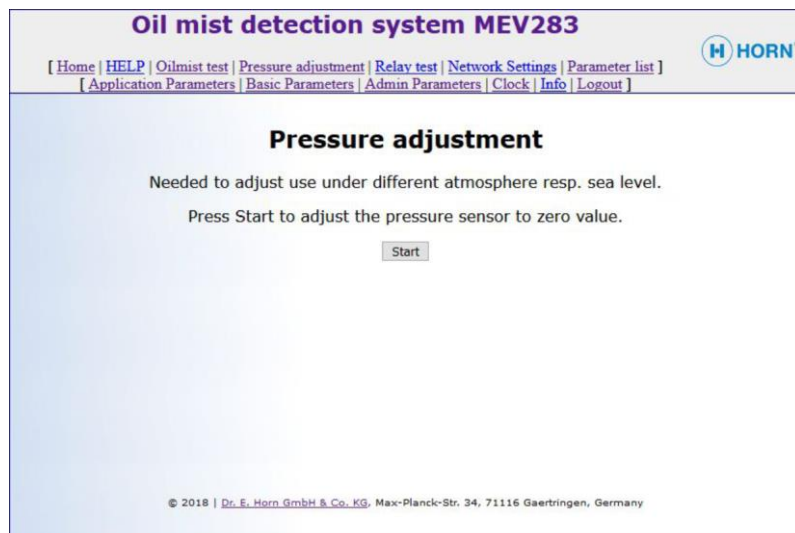 Oil mist detection system MEV283
[ Home | HELP | Oilmist test | Pressure adjustment | Relay test | Network Settings | Parameter list ]
[ Application Parameters | Basic Parameters | Admin Parameters | Clock | Info | Logout ]
H HORN
Pressure adjustment
Needed to adjust use under different atmosphere resp. sea level.
Press Start to adjust the pressure sensor to zero value.
Start
© 2018 | Dr. E. Horn GmbH & Co. KG, Max-Planck-Str. 34, 71116 Gaertringen, Germany